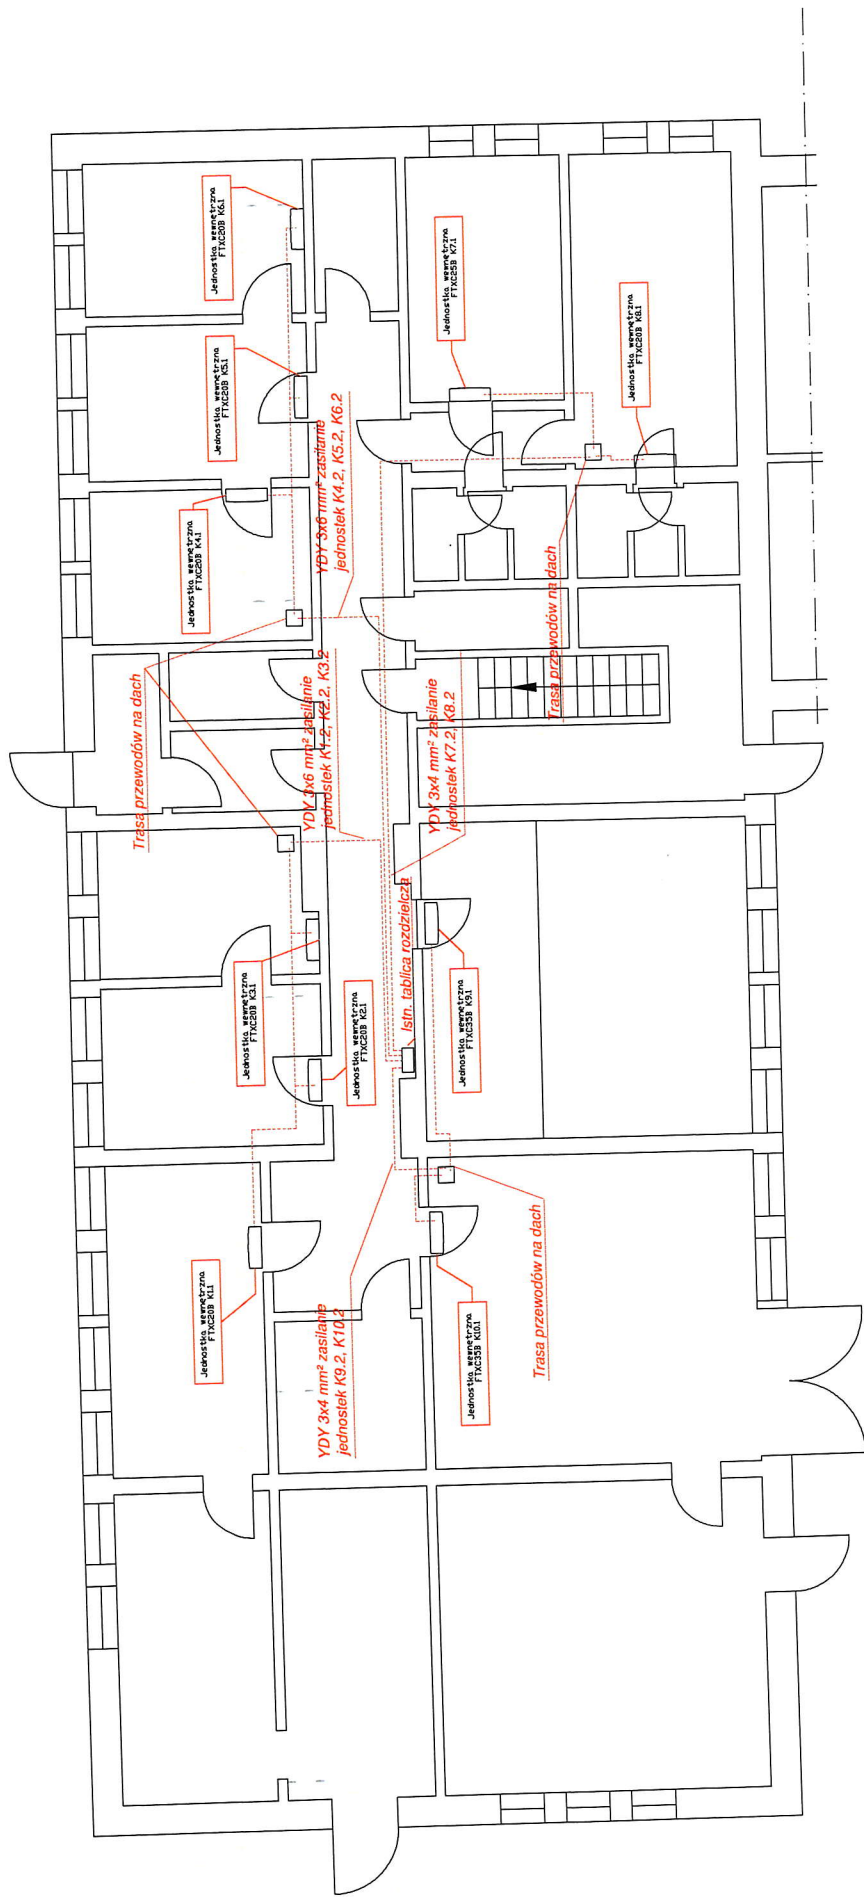 Jednostka wewnętrzna
FTXC20B K1.1
Jednostka wewnętrzna
FTXC20B K3.1
Jednostka wewnętrzna
FTXC20B K4.1
Jednostka wewnętrzna
FTXC20B K5.1
Jednostka wewnętrzna
FTXC20B K6.1
Trasa przewodów na dach
Jednostka wewnętrzna
FTXC20B K2.1
YDY 3x4 mm² zasilanie
jednostek K9.2, K10.2
YDY 3x6 mm² zasilanie
jednostek K1.2, K2.2, K3.2
YDY 3x6 mm² zasilanie
jednostek K4.2, K5.2, K6.2
Istn. tablica rozdzielcza
YDY 3x4 mm² zasilanie
jednostek K7.2, K8.2
Jednostka wewnętrzna
FTXC25B K7.1
Jednostka wewnętrzna
FTXC35B K10.1
Jednostka wewnętrzna
FTXC35B K9.1
Trasa przewodów na dach
Trasa przewodów na dach
Jednostka wewnętrzna
FTXC20B K8.1